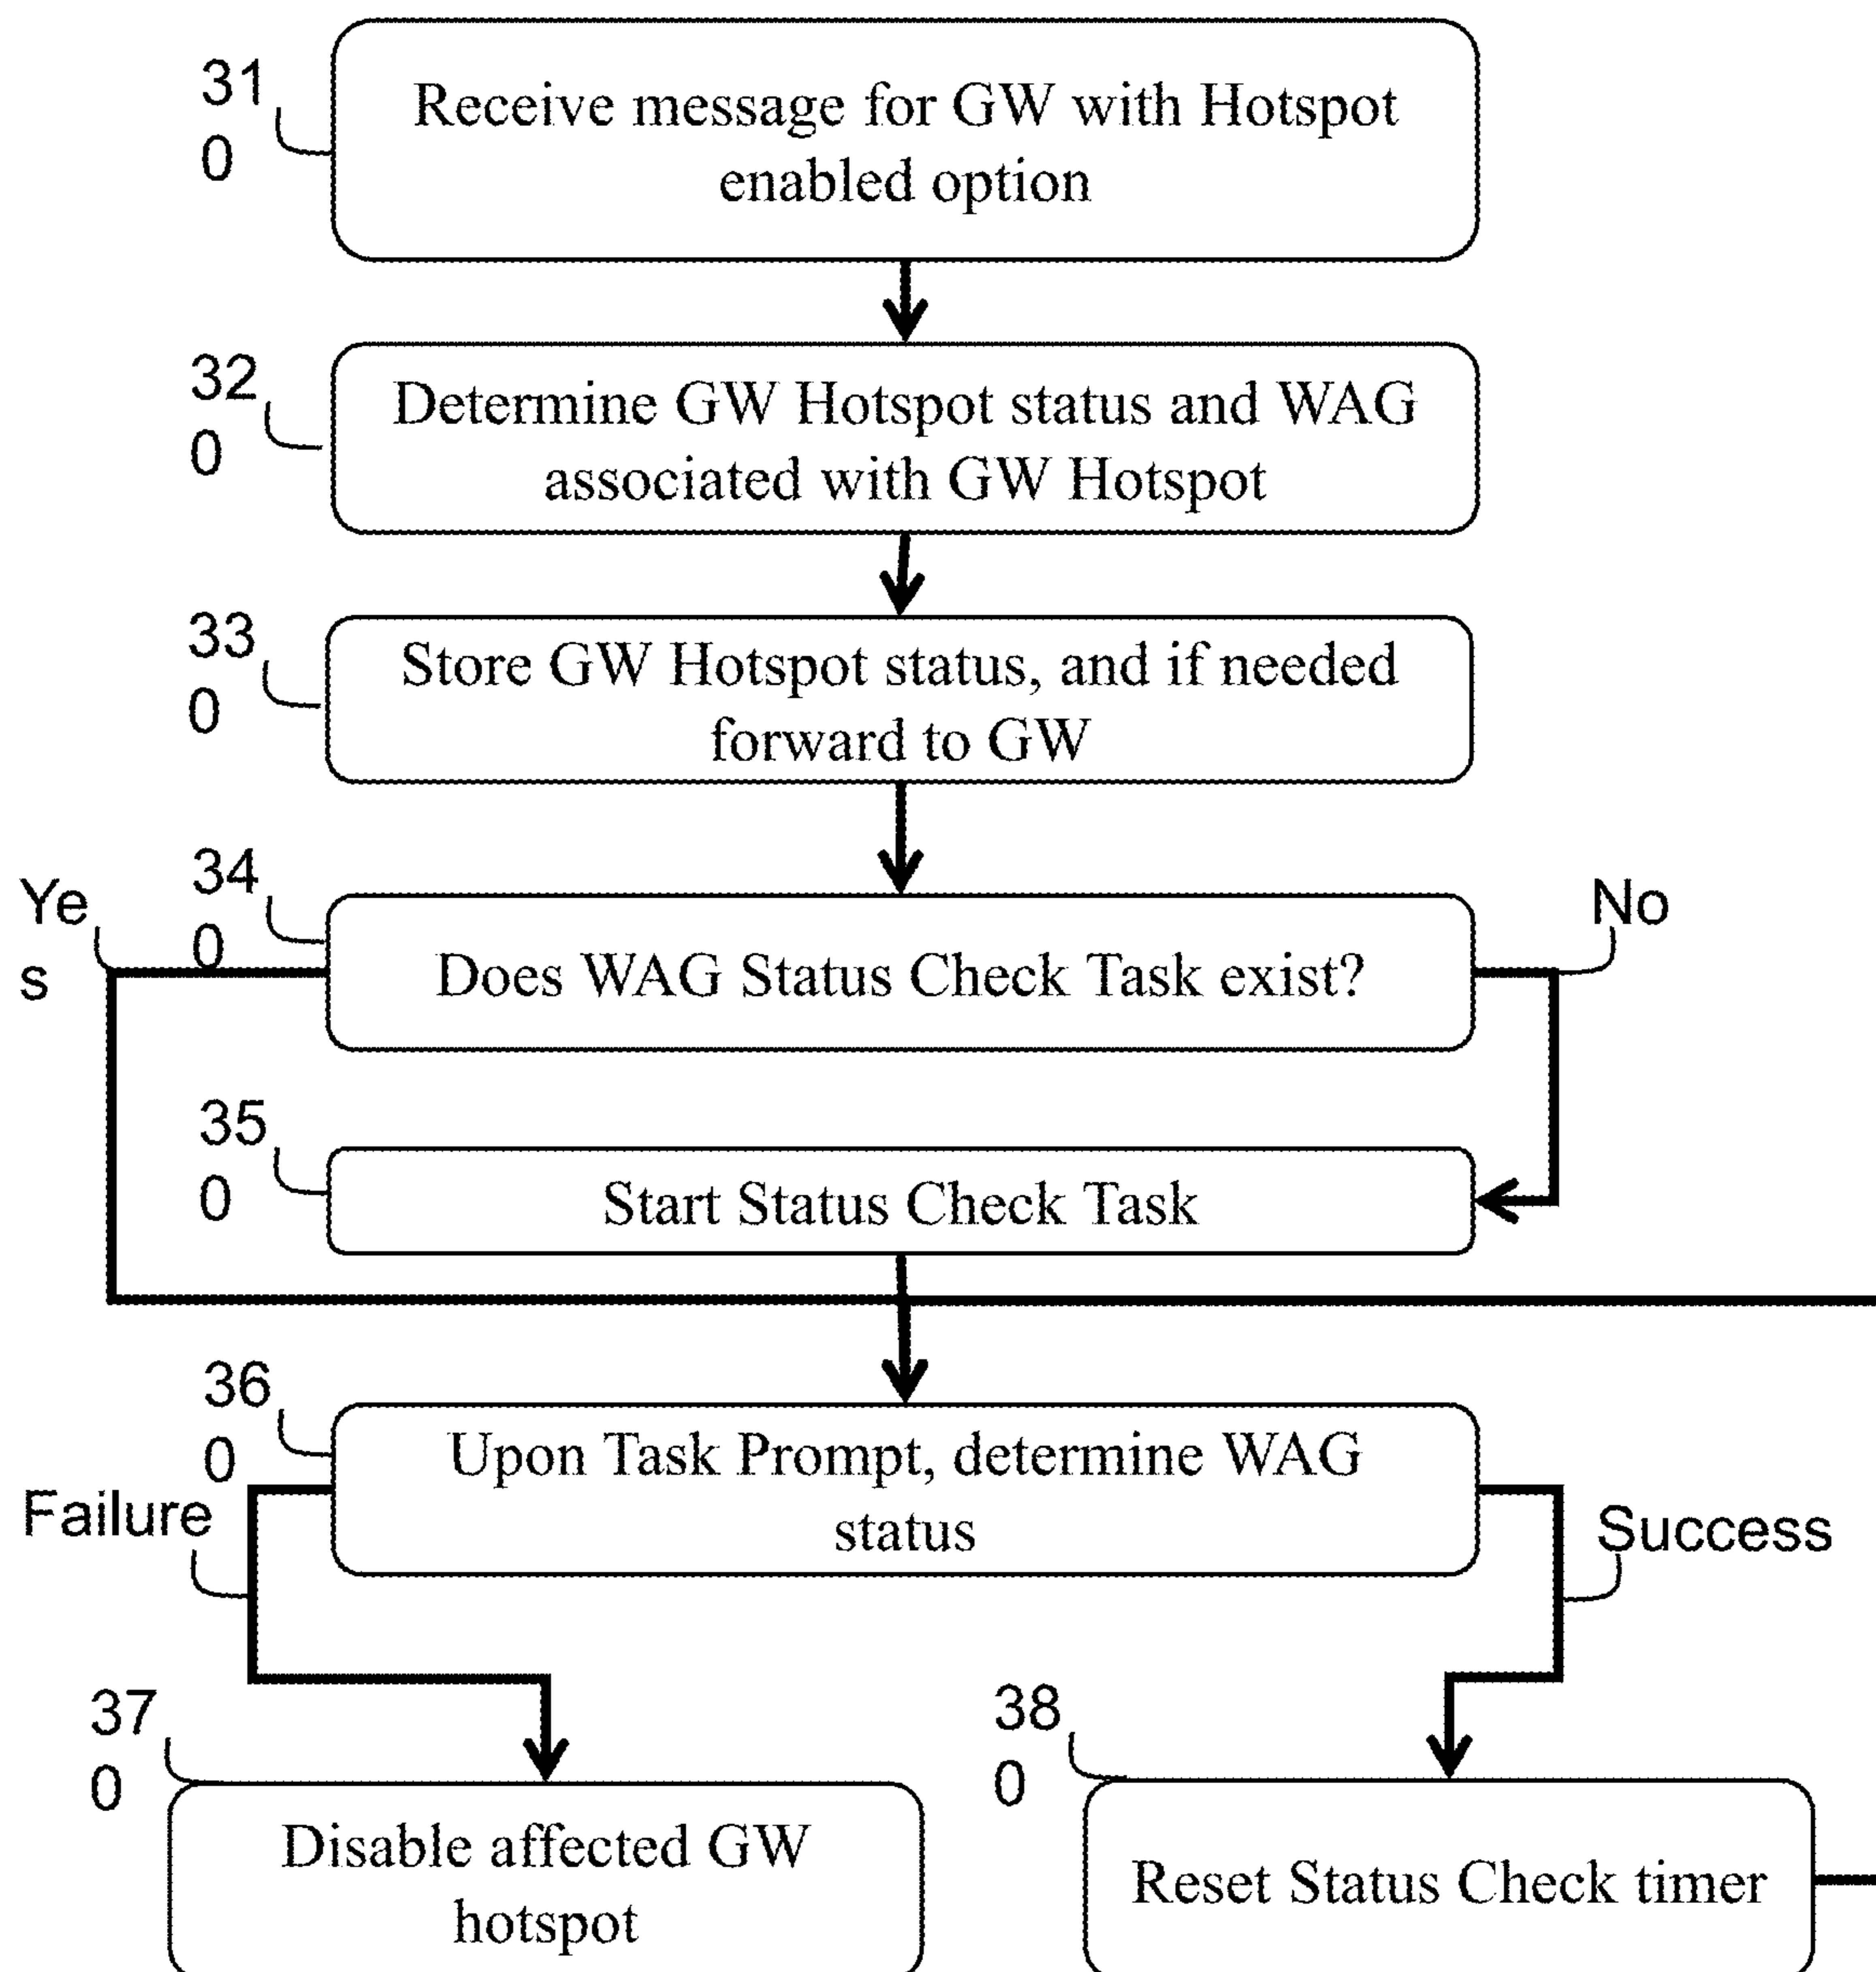 31
0
Receive message for GW with Hotspot
enabled option
32
0
Determine GW Hotspot status and WAG
associated with GW Hotspot
33
0
Store GW Hotspot status, and if needed
forward to GW
Ye
s
34
0
Does WAG Status Check Task exist?
No
35
0
Start Status Check Task
36
0
Upon Task Prompt, determine WAG
status
Failure
Success
37
0
Disable affected GW
hotspot
38
0
Reset Status Check timer